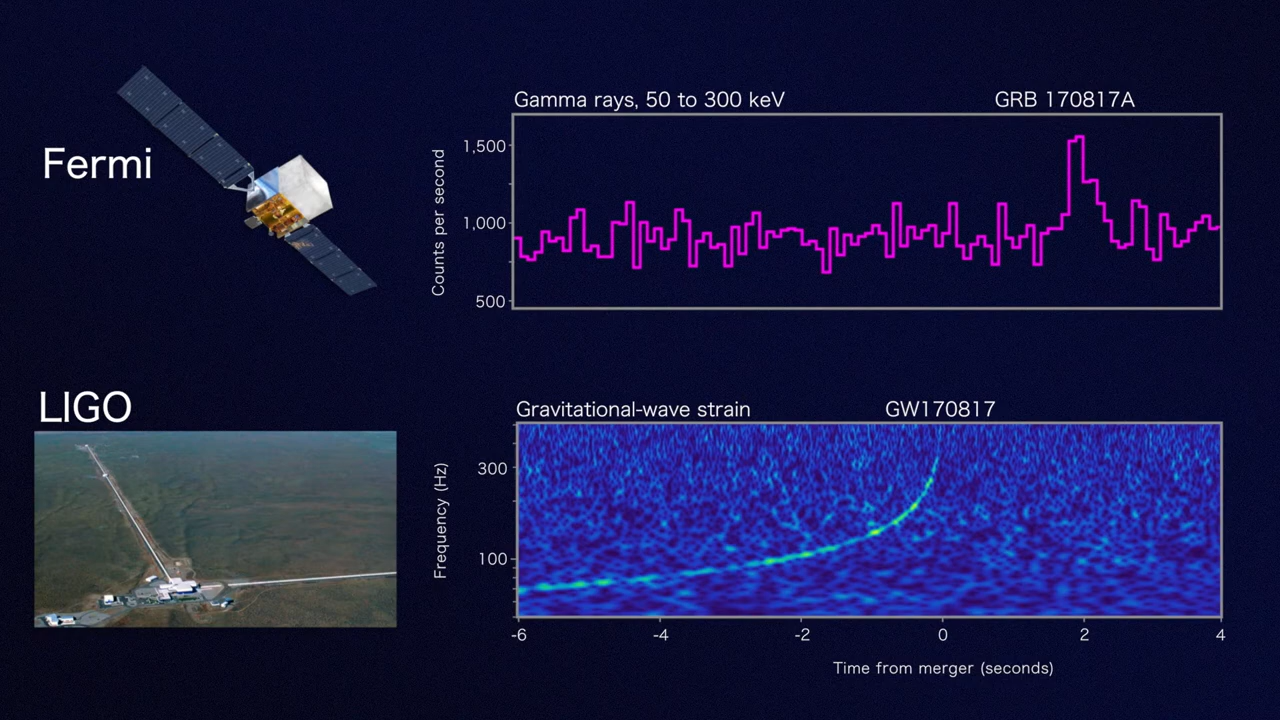 Fermi
Gamma rays, 50 to 300 keV
GRB 170817A
Counts per second
1,500
1,000
500
LIGO
Gravitational-wave strain
GW170817
Frequency (Hz)
300
100
-6
-4
-2
0
2
4
Time from merger (seconds)